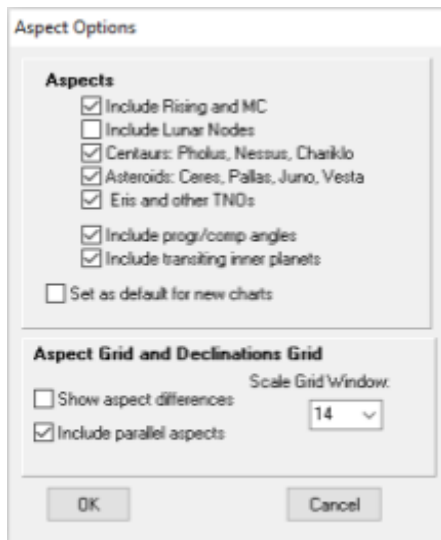 Aspect Options
Aspects
Include Rising and MC
Include Lunar Nodes
Centaurs: Pholus, Nessus, Chariklo
Asteroids: Ceres, Pallas, Juno, Vesta
Eris and other TNOs
Include progr/comp angles
Include transiting inner planets
Set as default for new charts
Aspect Grid and Declinations Grid
Scale Grid Window:
Show aspect differences
14
Include parallel aspects
OK Cancel